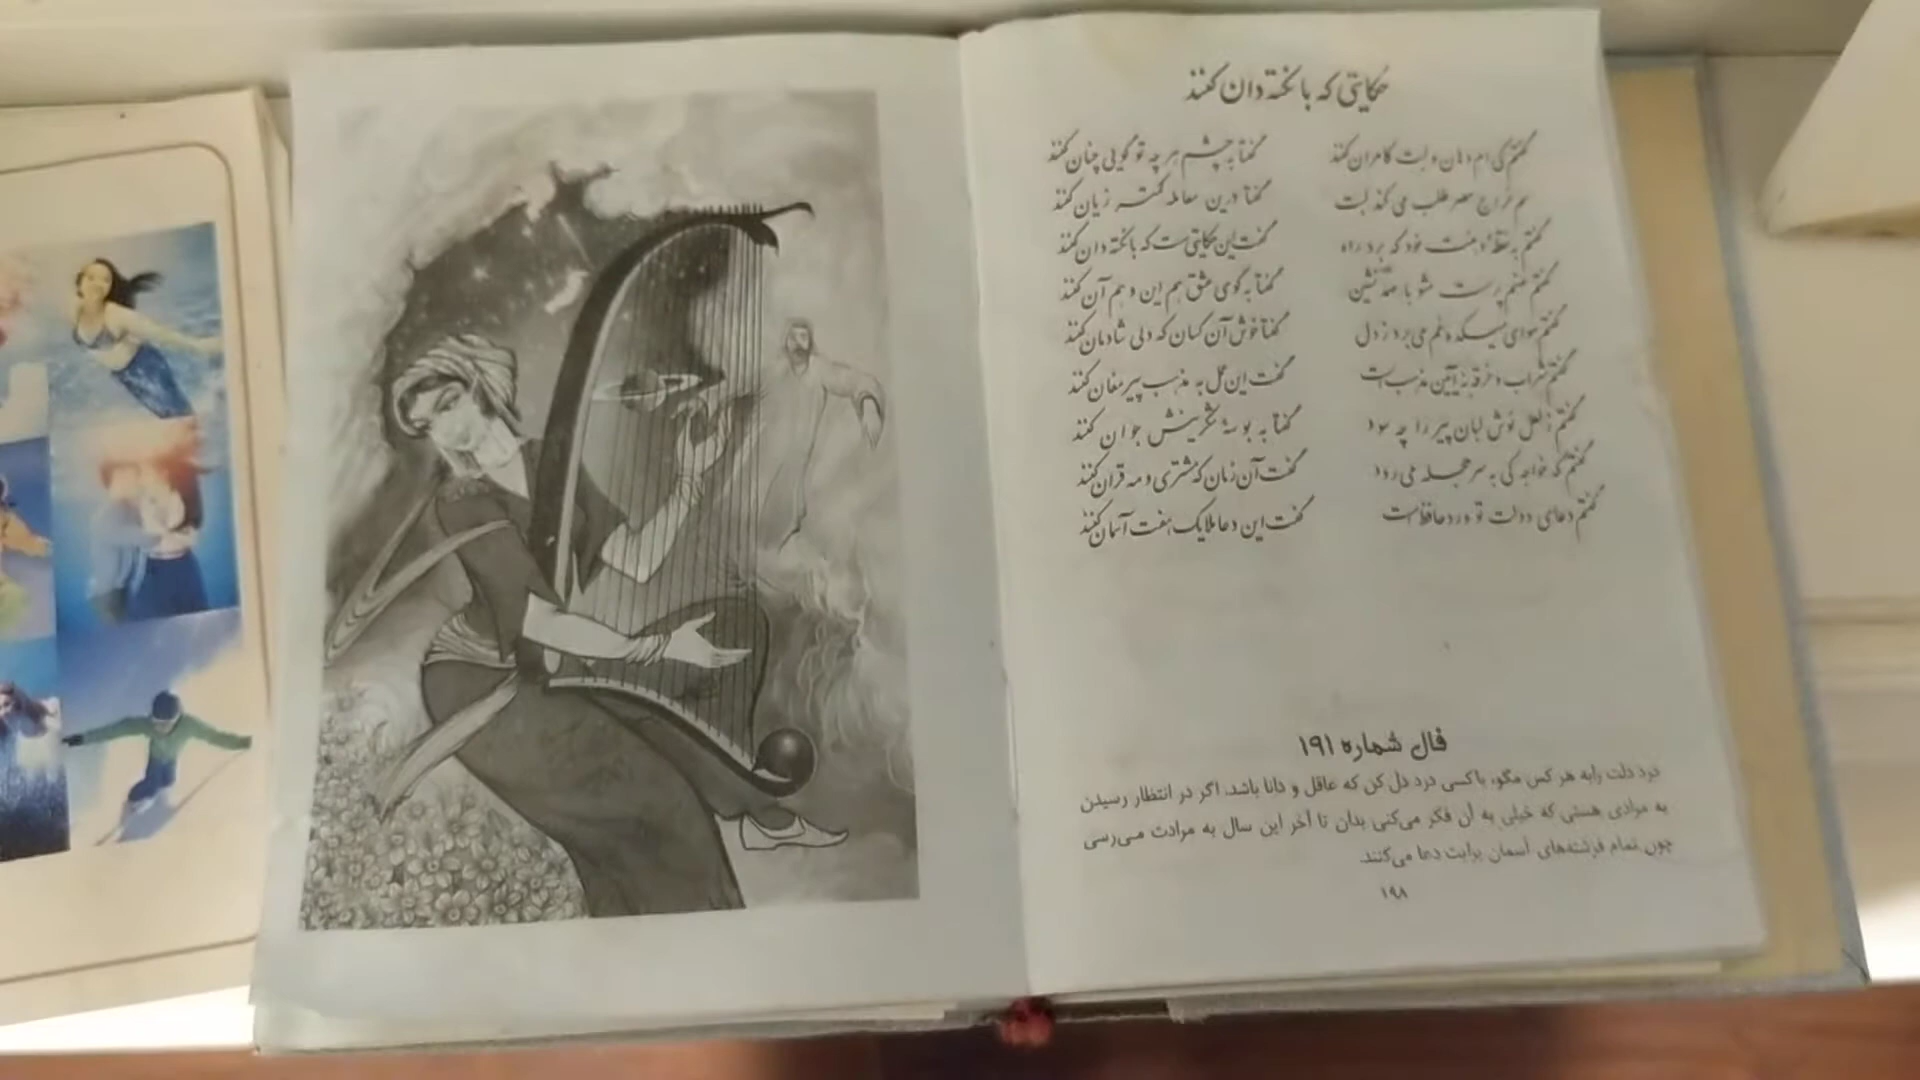 حکایتی که با نکته دان کنند
گفتم کی ام دهان و لبت کامران کنند گفتا به چشم هر چه تو گویی چنان کنند
خراج مصر طلب می کند لبت گفتا درین معامله کمتر زیان کنند
گفتم به نقطهٔ دهنت خود که برد راه گفت این حکایتی ست که با نکته دان کنند
گفتم صنم پرست مشو با صمد نشین گفتا به کوی عشق هم این و هم آن کنند
گفتم هوای میکده غم می برد ز دل گفتا خوش آن کسان که دلی شادمان کنند
گفتم شراب و خرقه نه آیین مذهب است گفت این عمل به مذهب پیر مغان کنند
گفتم ز لعل نوش لبان پیر را چه سود گفتا به بوسهٔ شکرینش جوان کنند
گفتم که خواجه کی به سر حجله می رود گفت آن زمان که مشتری و مه قران کنند
گفتم دعای دولت تو ورد حافظ است گفت این دعا ملایک هفت آسمان کنند
فال شماره ۱۹۱
درد دلت را به هر کس مگو، با کسی درد دل کن که عاقل و دانا باشد. اگر در انتظار رسیدن
به مرادی هستی که خیلی به آن فکر می‌کنی بدان تا آخر این سال به مرادت می‌رسی
چون تمام فرشته‌های آسمان برایت دعا می‌کنند.
۱۹۸